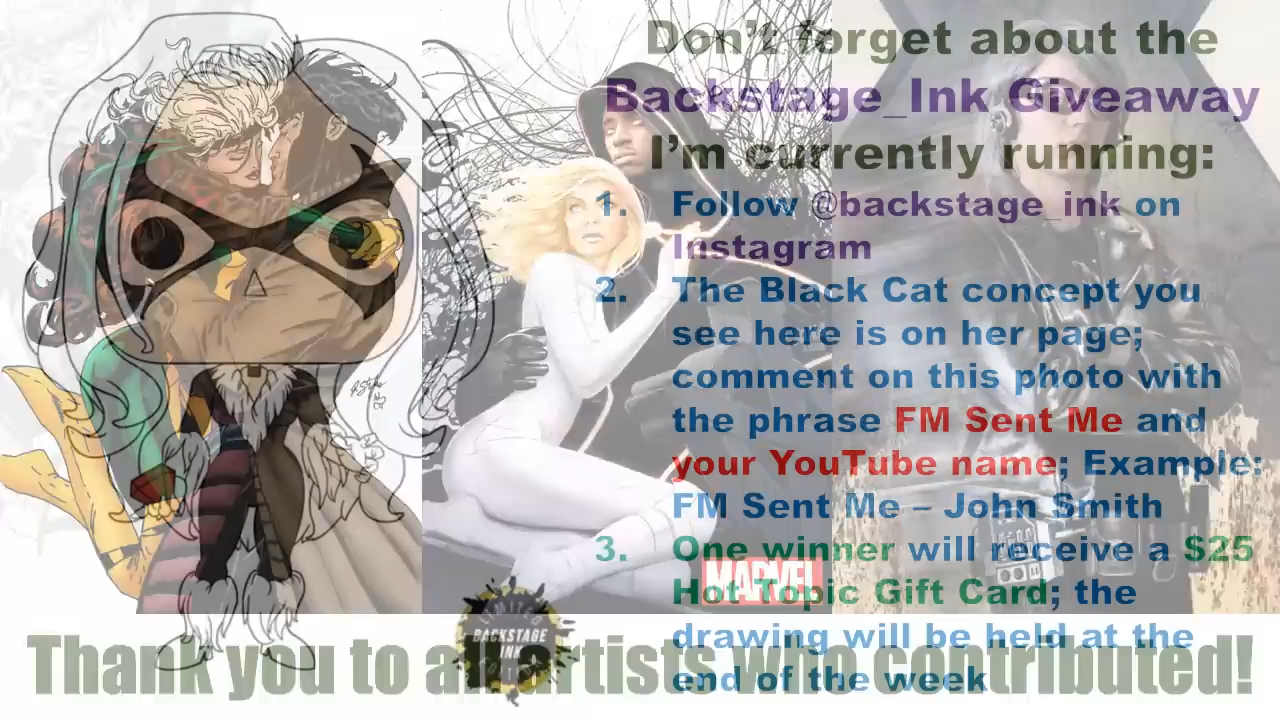 Don't forget about the
Backstage_Ink Giveaway
I'm currently running:
1. Follow @backstage_ink on
Instagram
2. The Black Cat concept you
see here is on her page;
comment on this photo with
the phrase FM Sent Me and
your YouTube name; Example:
FM Sent Me – John Smith
3. One winner will receive a $25
Hot Topic Gift Card; the
drawing will be held at the
end of the week
MARVEL
LIMITED
BACKSTAGE
INK
Thank you to all artists who contributed!